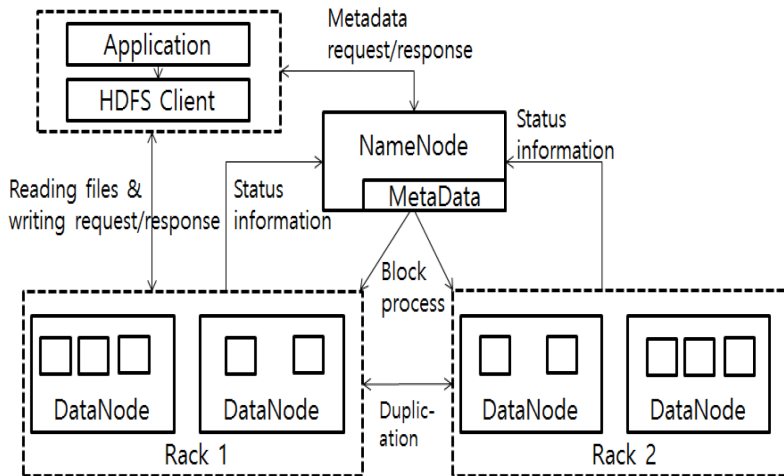 Application
HDFS Client
Metadata
request/response
NameNode
MetaData
Status
information
Reading files &
writing request/response
Status
information
Block
process
DataNode
DataNode
Rack 1
Duplic-
ation
DataNode
DataNode
Rack 2